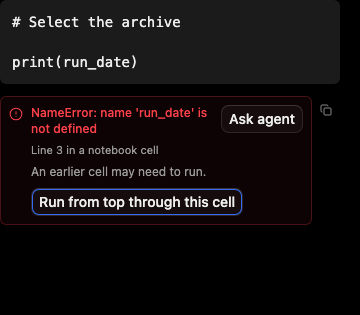 # Select the archive
print(run_date)
NameError: name 'run_date' is
not defined
Ask agent
Line 3 in a notebook cell
An earlier cell may need to run.
Run from top through this cell